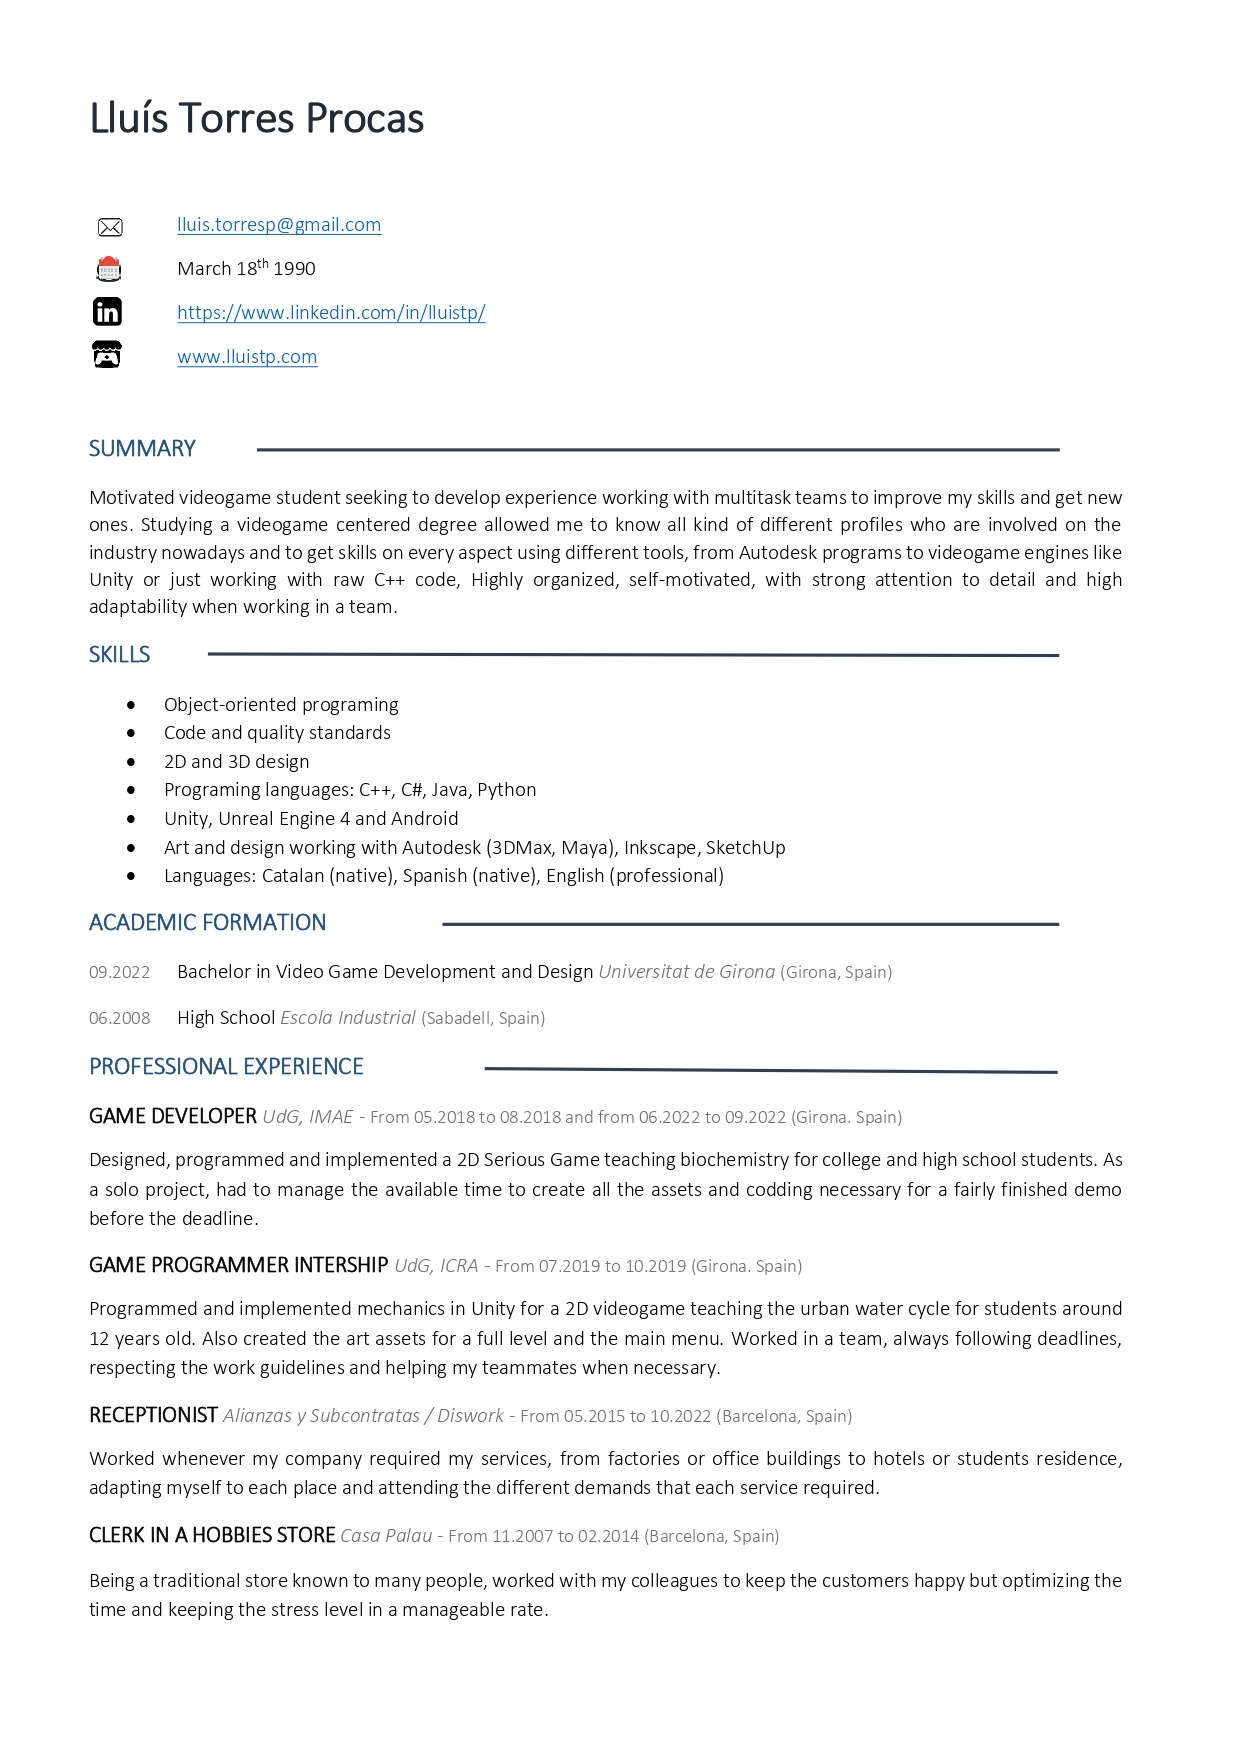 Lluís Torres Procas
lluis.torresp@gmail.com
March 18th 1990
in https://www.linkedin.com/in/lluistp/
www.lluistp.com
SUMMARY
Motivated videogame student seeking to develop experience working with multitask teams to improve my skills and get new
ones. Studying a videogame centered degree allowed me to know all kind of different profiles who are involved on the
industry nowadays and to get skills on every aspect using different tools, from Autodesk programs to videogame engines like
Unity or just working with raw C++ code, Highly organized, self-motivated, with strong attention to detail and high
adaptability when working in a team.
SKILLS
• Object-oriented programing
• Code and quality standards
• 2D and 3D design
• Programing languages: C++, C#, Java, Python
• Unity, Unreal Engine 4 and Android
• Art and design working with Autodesk (3DMax, Maya), Inkscape, SketchUp
• Languages: Catalan (native), Spanish (native), English (professional)
ACADEMIC FORMATION
09.2022 Bachelor in Video Game Development and Design Universitat de Girona (Girona, Spain)
06.2008 High School Escola Industrial (Sabadell, Spain)
PROFESSIONAL EXPERIENCE
GAME DEVELOPER UdG, IMAE - From 05.2018 to 08.2018 and from 06.2022 to 09.2022 (Girona. Spain)
Designed, programmed and implemented a 2D Serious Game teaching biochemistry for college and high school students. As
a solo project, had to manage the available time to create all the assets and codding necessary for a fairly finished demo
before the deadline.
GAME PROGRAMMER INTERSHIP UdG, ICRA - From 07.2019 to 10.2019 (Girona. Spain)
Programmed and implemented mechanics in Unity for a 2D videogame teaching the urban water cycle for students around
12 years old. Also created the art assets for a full level and the main menu. Worked in a team, always following deadlines,
respecting the work guidelines and helping my teammates when necessary.
RECEPTIONIST Alianzas y Subcontratas / Diswork - From 05.2015 to 10.2022 (Barcelona, Spain)
Worked whenever my company required my services, from factories or office buildings to hotels or students residence,
adapting myself to each place and attending the different demands that each service required.
CLERK IN A HOBBIES STORE Casa Palau - From 11.2007 to 02.2014 (Barcelona, Spain)
Being a traditional store known to many people, worked with my colleagues to keep the customers happy but optimizing the
time and keeping the stress level in a manageable rate.